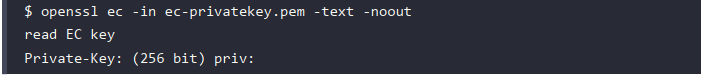 $ openssl ec -in ec-privatekey.pem -text -noout
read EC key
Private-Key: (256 bit) priv: